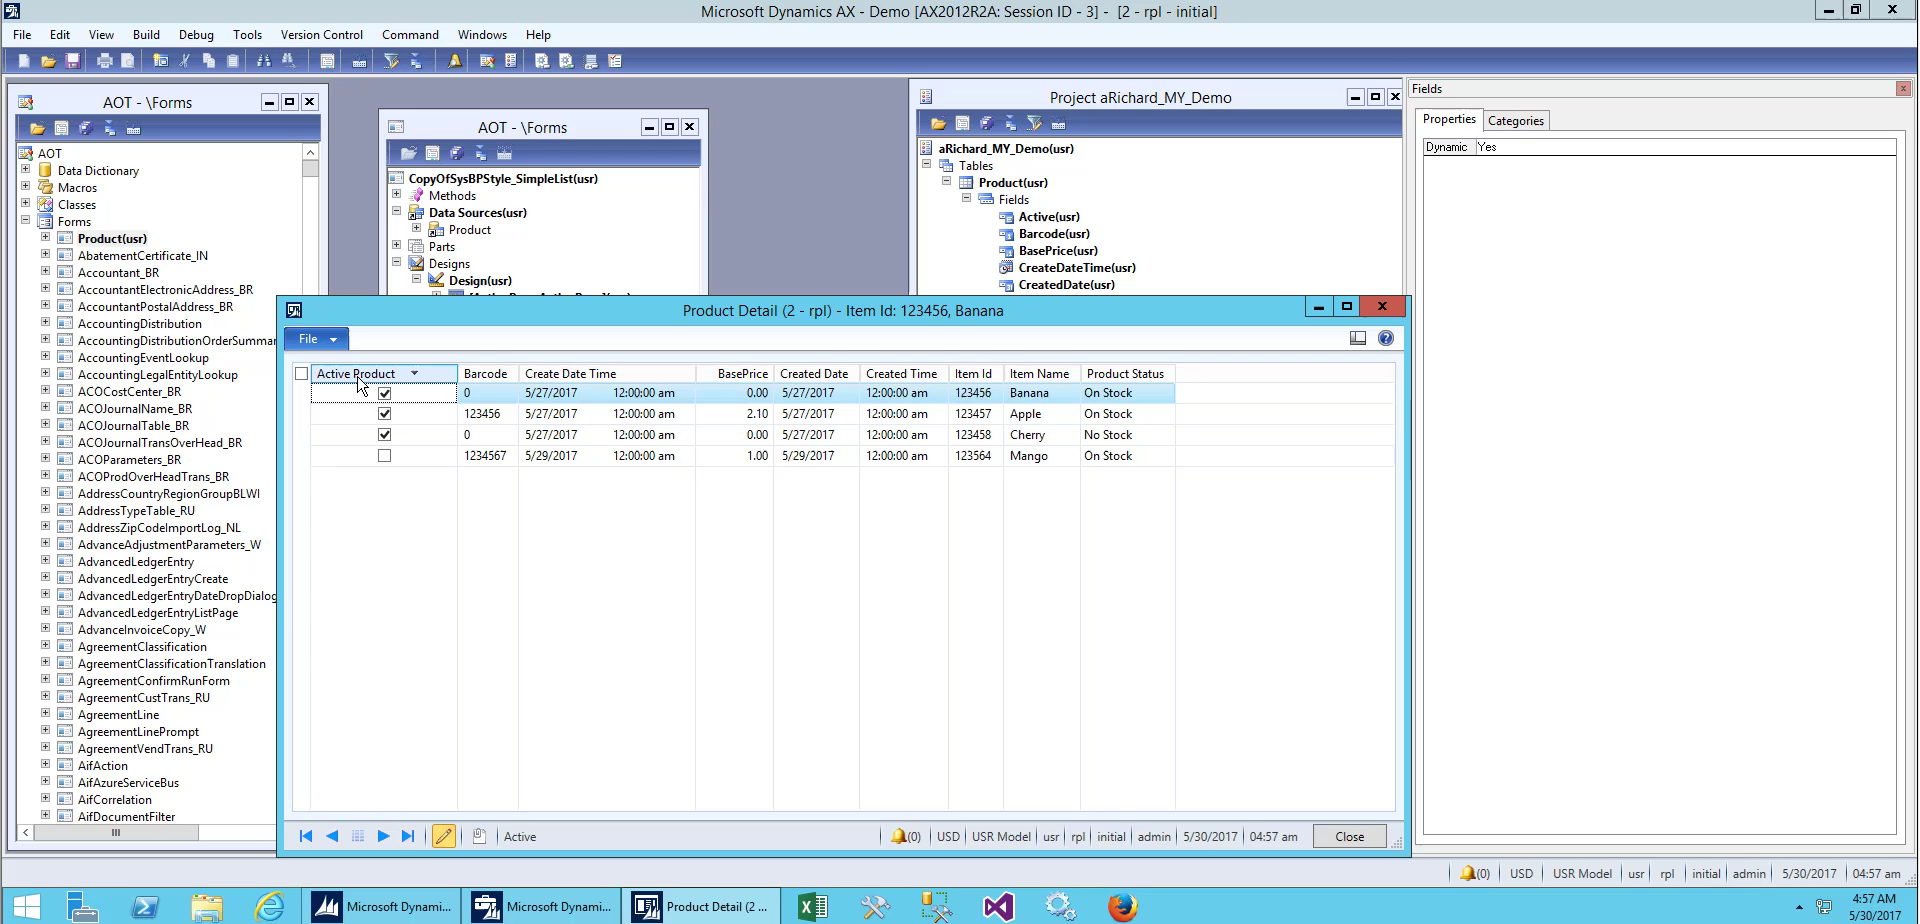 Microsoft Dynamics AX - Demo [AX2012R2A: Session ID - 3] - [2 - rpl - initial]
File Edit View Build Debug Tools Version Control Command Windows Help
AOT - \Forms
AOT
Data Dictionary
Macros
Classes
Forms
Product(usr)
AbatementCertificate_IN
Accountant_BR
AccountantElectronicAddress_BR
AccountantPostalAddress_BR
AccountingDistribution
AccountingDistributionOrderSummar
AccountingEventLookup
AccountingLegalEntityLookup
ACOCostCenter_BR
ACOJournalName_BR
ACOJournalTable_BR
ACOJournalTransOverHead_BR
ACOParameters_BR
ACOProdOverHeadTrans_BR
AddressCountryRegionGroupBLWI
AddressTypeTable_RU
AddressZipCodeImportLog_NL
AdvanceAdjustmentParameters_W
AdvancedLedgerEntry
AdvancedLedgerEntryCreate
AdvancedLedgerEntryDateDropDialog
AdvancedLedgerEntryListPage
AdvanceInvoiceCopy_W
AgreementClassification
AgreementClassificationTranslation
AgreementConfirmRunForm
AgreementCustTrans_RU
AgreementLine
AgreementLinePrompt
AgreementVendTrans_RU
AifAction
AifAzureServiceBus
AifCorrelation
AifDocumentFilter
AOT - \Forms
CopyOfSysBPStyle_SimpleList(usr)
Methods
Data Sources(usr)
Product
Parts
Designs
Design(usr)
Project aRichard_MY_Demo
aRichard_MY_Demo(usr)
Tables
Product(usr)
Fields
Active(usr)
Barcode(usr)
BasePrice(usr)
CreateDateTime(usr)
CreatedDate(usr)
Fields
Properties Categories
Dynamic Yes
Product Detail (2 - rpl) - Item Id: 123456, Banana
File
Active Product Barcode Create Date Time BasePrice Created Date Created Time Item Id Item Name Product Status
0 5/27/2017 12:00:00 am 0.00 5/27/2017 12:00:00 am 123456 Banana On Stock
123456 5/27/2017 12:00:00 am 2.10 5/27/2017 12:00:00 am 123457 Apple On Stock
0 5/27/2017 12:00:00 am 0.00 5/27/2017 12:00:00 am 123458 Cherry No Stock
1234567 5/29/2017 12:00:00 am 1.00 5/29/2017 12:00:00 am 123564 Mango On Stock
Active (0) USD USR Model usr rpl initial admin 5/30/2017 04:57 am Close
(0) USD USR Model usr rpl initial admin 5/30/2017 04:57 am
Microsoft Dynami... Microsoft Dynami... Product Detail (2 ...
4:57 AM
5/30/2017